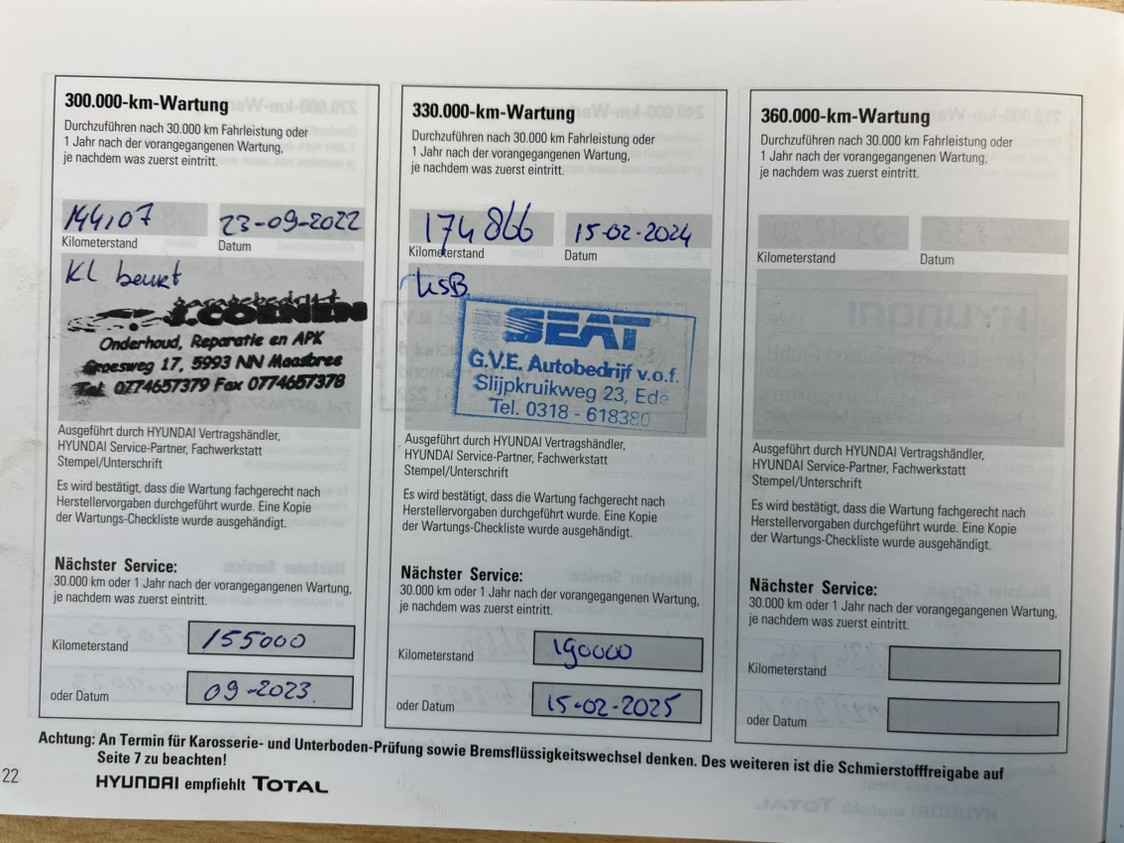 300.000-km-Wartung
Durchzuführen nach 30.000 km Fahrleistung oder
1 Jahr nach der vorangegangenen Wartung,
je nachdem was zuerst eintritt.
144107 23-09-2022
Kilometerstand Datum
KL beurt
J. COENEN
Onderhoud, Reparatie en APK
Groesweg 17, 5993 NN Maasbree
Tel. 0774657379 Fax 0774657378
Ausgeführt durch HYUNDAI Vertragshändler,
HYUNDAI Service-Partner, Fachwerkstatt
Stempel/Unterschrift
Es wird bestätigt, dass die Wartung fachgerecht nach
Herstellervorgaben durchgeführt wurde. Eine Kopie
der Wartungs-Checkliste wurde ausgehändigt.
Nächster Service:
30.000 km oder 1 Jahr nach der vorangegangenen Wartung,
je nachdem was zuerst eintritt.
Kilometerstand 155000
oder Datum 09-2023.
330.000-km-Wartung
Durchzuführen nach 30.000 km Fahrleistung oder
1 Jahr nach der vorangegangenen Wartung,
je nachdem was zuerst eintritt.
174866 15-02-2024
Kilometerstand Datum
SEAT
G.V.E. Autobedrijf v.o.f.
Slijpkruikweg 23, Ede
Tel. 0318 - 618380
Ausgeführt durch HYUNDAI Vertragshändler,
HYUNDAI Service-Partner, Fachwerkstatt
Stempel/Unterschrift
Es wird bestätigt, dass die Wartung fachgerecht nach
Herstellervorgaben durchgeführt wurde. Eine Kopie
der Wartungs-Checkliste wurde ausgehändigt.
Nächster Service:
30.000 km oder 1 Jahr nach der vorangegangenen Wartung,
je nachdem was zuerst eintritt.
Kilometerstand 190000
oder Datum 15-02-2025
360.000-km-Wartung
Durchzuführen nach 30.000 km Fahrleistung oder
1 Jahr nach der vorangegangenen Wartung,
je nachdem was zuerst eintritt.
Kilometerstand Datum
Ausgeführt durch HYUNDAI Vertragshändler,
HYUNDAI Service-Partner, Fachwerkstatt
Stempel/Unterschrift
Es wird bestätigt, dass die Wartung fachgerecht nach
Herstellervorgaben durchgeführt wurde. Eine Kopie
der Wartungs-Checkliste wurde ausgehändigt.
Nächster Service:
30.000 km oder 1 Jahr nach der vorangegangenen Wartung,
je nachdem was zuerst eintritt.
Kilometerstand
oder Datum
Achtung: An Termin für Karosserie- und Unterboden-Prüfung sowie Bremsflüssigkeitswechsel denken. Des weiteren ist die Schmierstofffreigabe auf
Seite 7 zu beachten!
22
HYUNDAI empfiehlt TOTAL